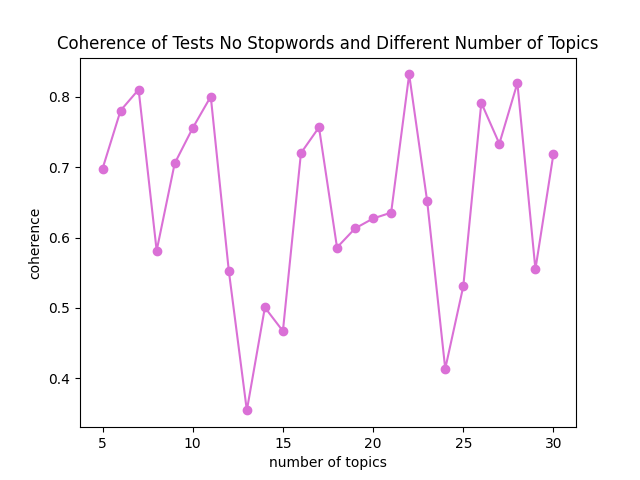 Coherence of Tests No Stopwords and Different Number of Topics
0.8
0.7
0.6
0.5
0.4
coherence
5 10 15 20 25 30
number of topics